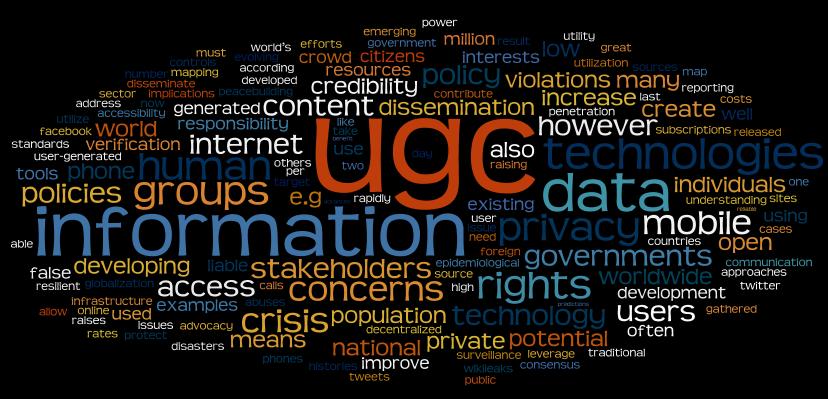 power
emerging
utility
world's efforts government million result great
must controls evolving crowd citizens interests low
mapping according resources utilization sources map
number developed policy violations many reporting
disseminate credibility
sector implications peacebuilding contribute increase last costs
address now generated content dissemination penetration create well
utilize accessibility responsibility like
facebook world ugc however subscriptions released
standards verification internet take also
user-generated use benefit day technologies
others two raising
tools phone human per target e.g rapidly data individuals one
policies groups existing understanding sites
information user privacy mobile using
able issue need countries cases open
false developing liable stakeholders foreign governments communication
epidemiological source worldwide approaches
resilient globalization access calls concerns high rights twitter
infrastructure examples abuses predictions development
allow online used population technology users gathered
raises issues advocacy crisis decentralized often
rates protect means private potential
disasters national surveillance leverage traditional
phones histories improve wikileaks consensus
tweets public